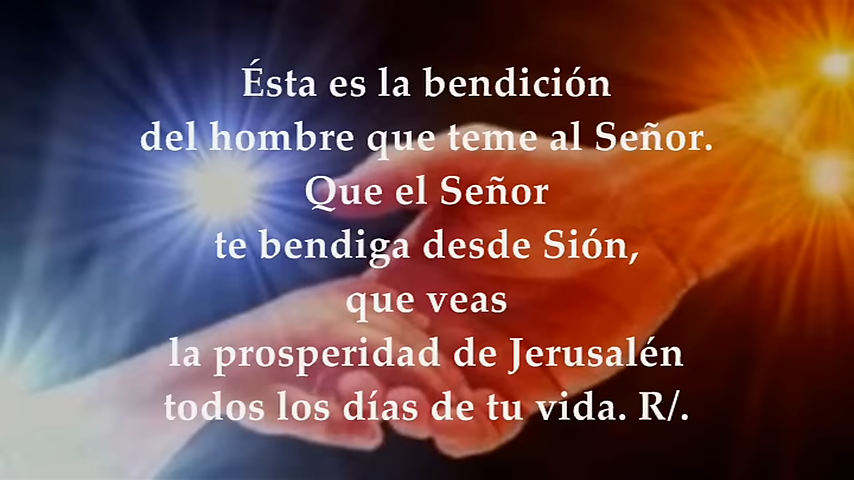 Ésta es la bendición
del hombre que teme al Señor.
Que el Señor
te bendiga desde Sión,
que veas
la prosperidad de Jerusalén
todos los días de tu vida. R/.